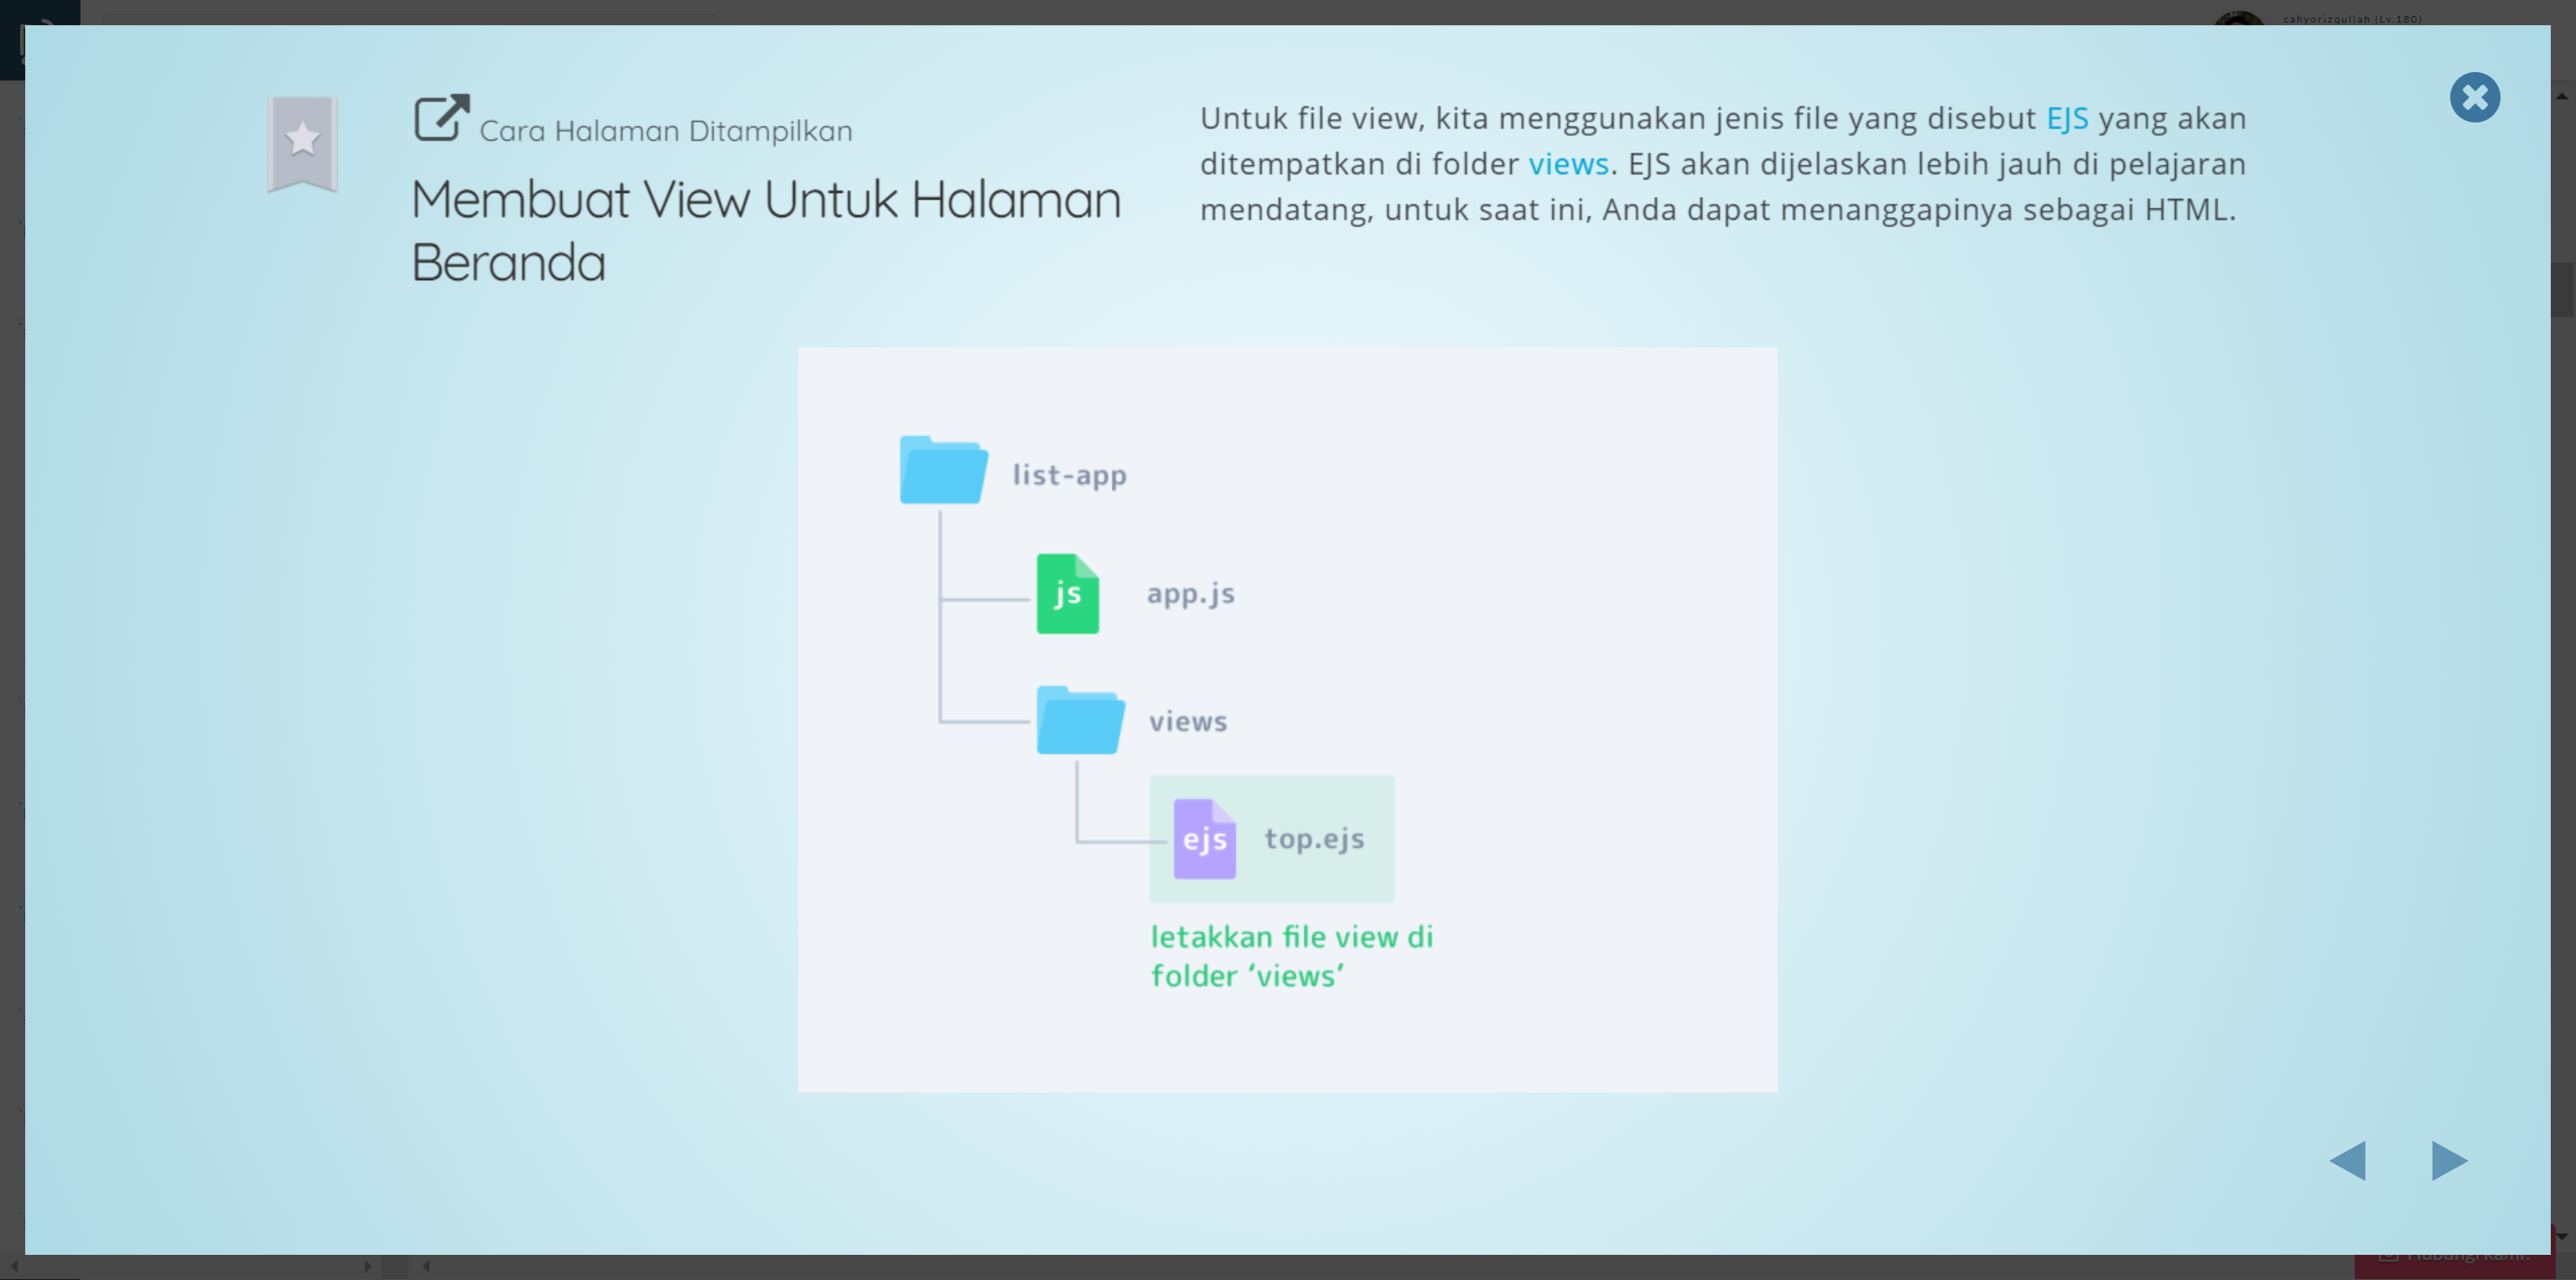 cahyorizqullah (Lv.180)
Cara Halaman Ditampilkan
Membuat View Untuk Halaman
Beranda
Untuk file view, kita menggunakan jenis file yang disebut EJS yang akan
ditempatkan di folder views. EJS akan dijelaskan lebih jauh di pelajaran
mendatang, untuk saat ini, Anda dapat menanggapinya sebagai HTML.
list-app
js app.js
views
ejs top.ejs
letakkan file view di
folder ‘views’
Hubungi kami!